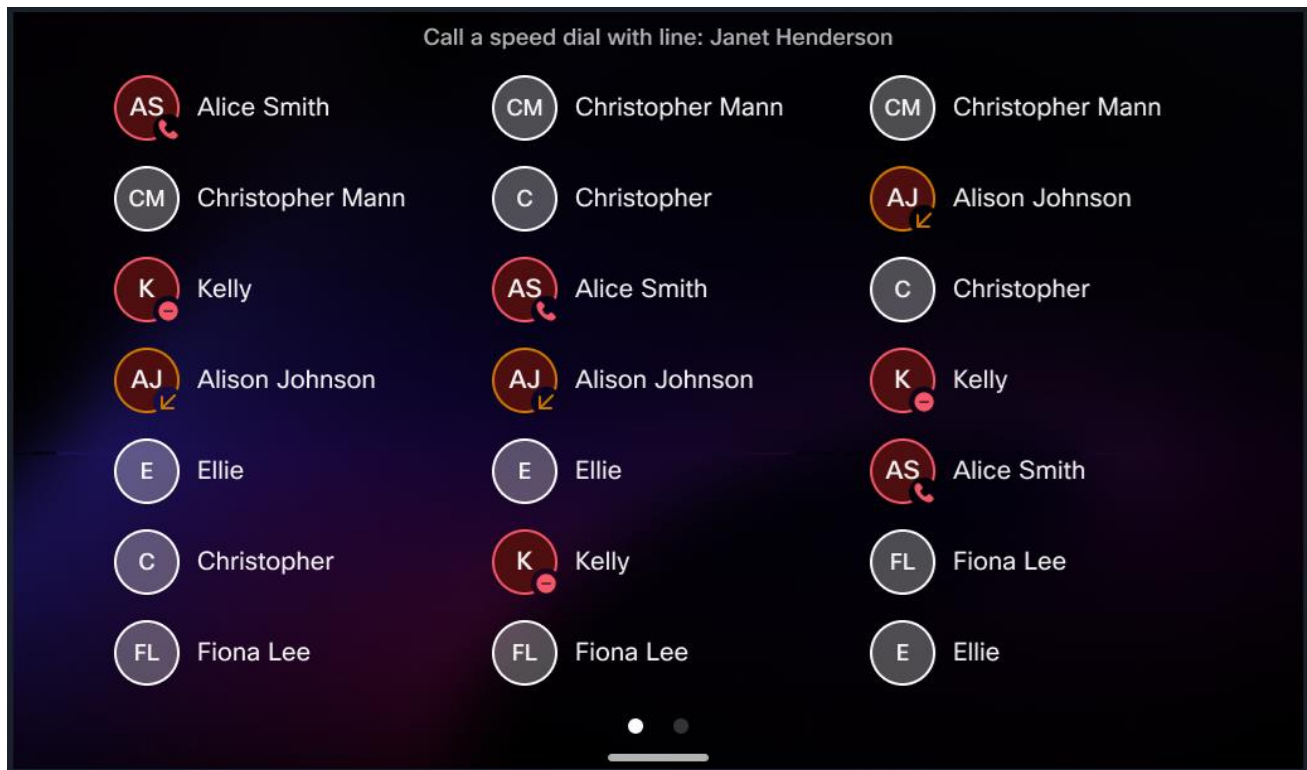 Call a speed dial with line: Janet Henderson
AS Alice Smith
CM Christopher Mann
CM Christopher Mann
CM Christopher Mann
C Christopher
AJ Alison Johnson
K Kelly
AS Alice Smith
C Christopher
AJ Alison Johnson
AJ Alison Johnson
K Kelly
E Ellie
E Ellie
AS Alice Smith
C Christopher
K Kelly
FL Fiona Lee
FL Fiona Lee
FL Fiona Lee
E Ellie